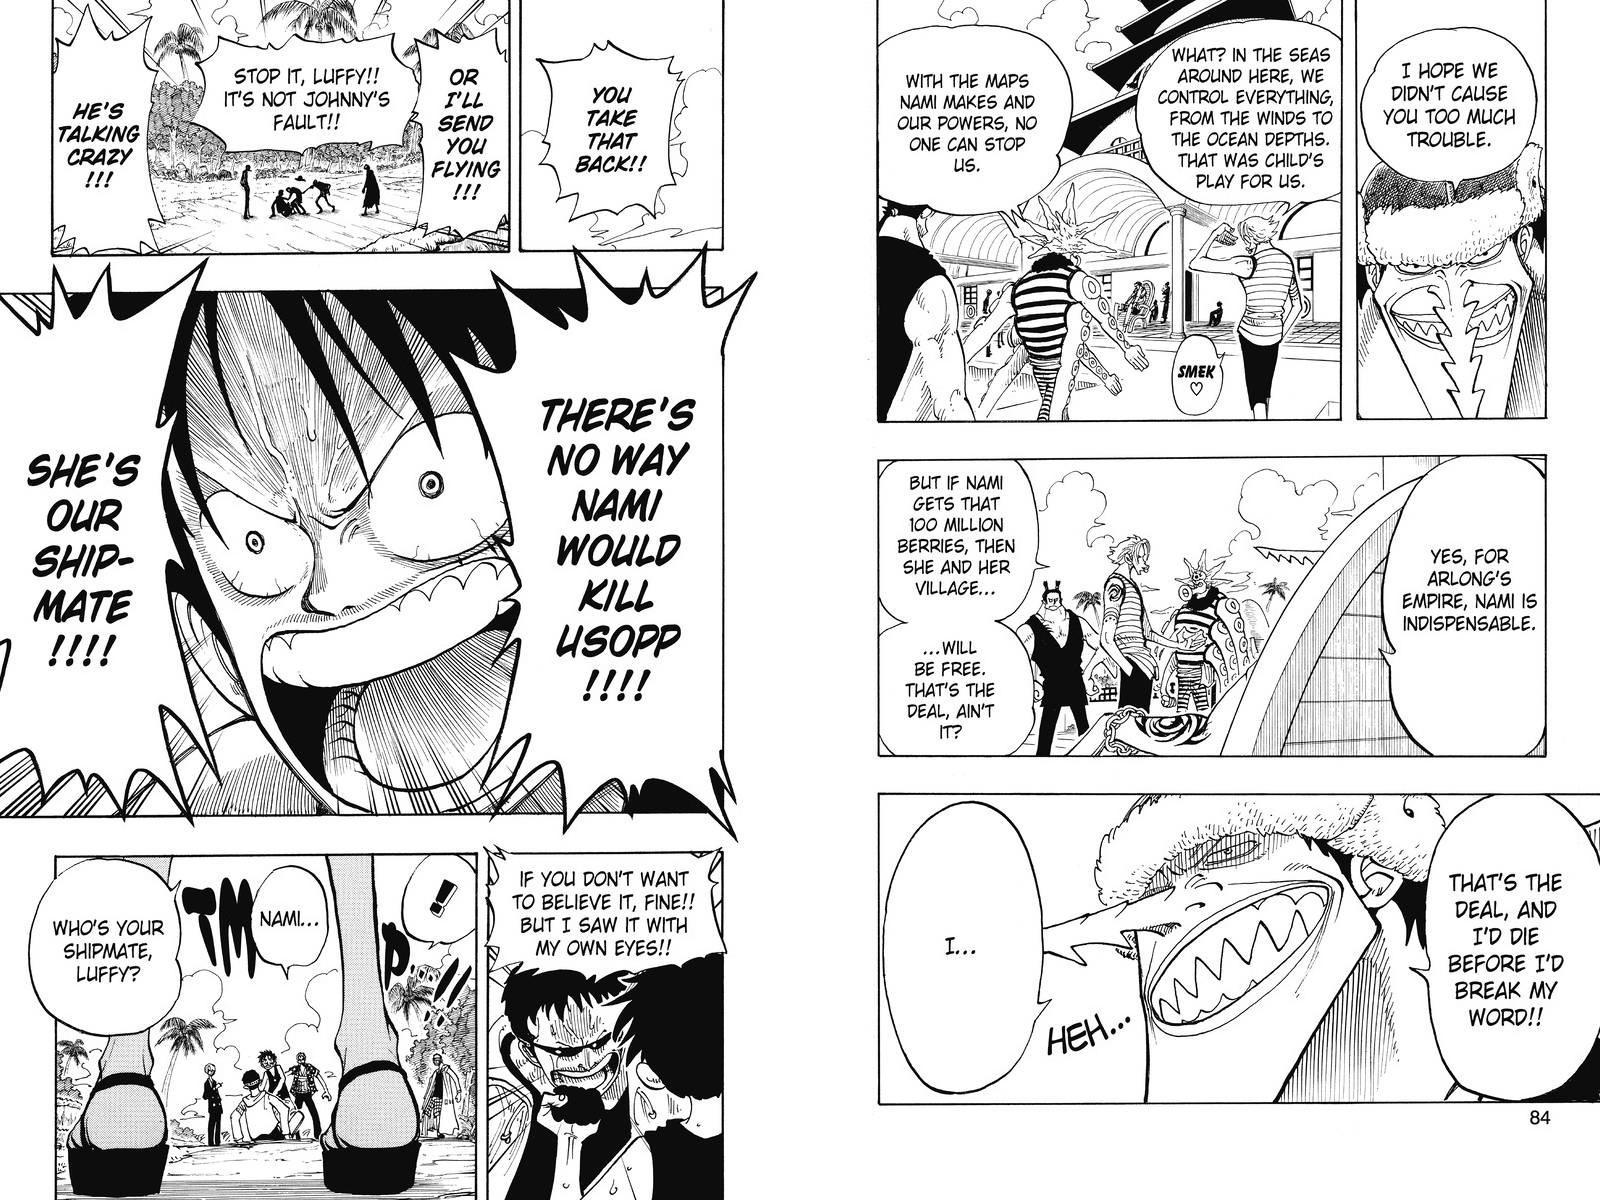 I HOPE WE
DIDN'T CAUSE
YOU TOO MUCH
TROUBLE.
WHAT? IN THE SEAS
AROUND HERE, WE
CONTROL EVERYTHING,
FROM THE WINDS TO
THE OCEAN DEPTHS.
THAT WAS CHILD'S
PLAY FOR US.
WITH THE MAPS
NAMI MAKES AND
OUR POWERS, NO
ONE CAN STOP
US.
SMEK
♡
YES, FOR
ARLONG'S
EMPIRE, NAMI IS
INDISPENSABLE.
BUT IF NAMI
GETS THAT
100 MILLION
BERRIES, THEN
SHE AND HER
VILLAGE...
...WILL
BE FREE.
THAT'S THE
DEAL, AIN'T
IT?
THAT'S THE
DEAL, AND
I'D DIE
BEFORE I'D
BREAK MY
WORD!!
I...
HEH...
84
YOU
TAKE
THAT
BACK!!
OR
I'LL
SEND
YOU
FLYING
!!!
STOP IT, LUFFY!!
IT'S NOT JOHNNY'S
FAULT!!
HE'S
TALKING
CRAZY
!!!
THERE'S
NO WAY
NAMI
WOULD
KILL
USOPP
!!!!
SHE'S
OUR
SHIP-
MATE
!!!!
IF YOU DON'T WANT
TO BELIEVE IT, FINE!!
BUT I SAW IT WITH
MY OWN EYES!!
!
NAMI...
WHO'S YOUR
SHIPMATE,
LUFFY?